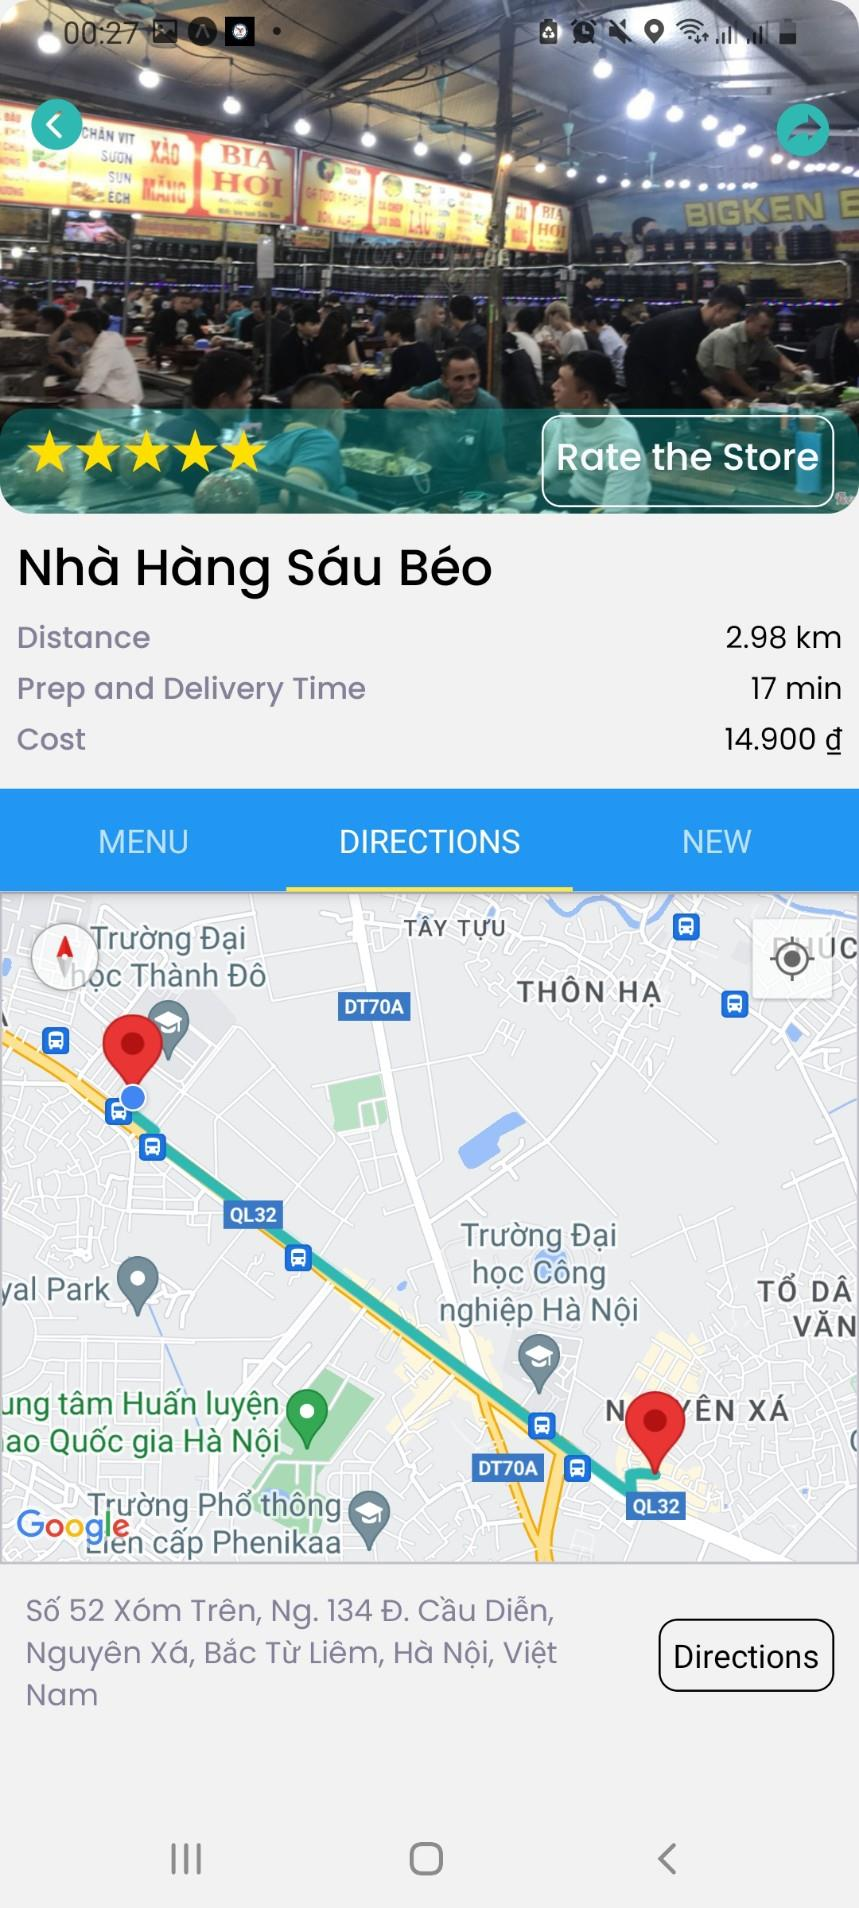 00:27
CHÂN VỊT
SƯỜN
SỤN
ẾCH
XÀO
MĂNG
BIA
HƠI
LẨU
BIA
HƠI
BIGKEN
Rate the Store
Nhà Hàng Sáu Béo
Distance 2.98 km
Prep and Delivery Time 17 min
Cost 14.900 ₫
MENU DIRECTIONS NEW
Trường Đại
học Thành Đô
TÂY TỰU
THÔN HẠ
DT70A
QL32
Trường Đại
học Công
nghiệp Hà Nội
yal Park
TỔ DÂ
VĂN
ung tâm Huấn luyện
ao Quốc gia Hà Nội
N YÊN XÁ
DT70A
QL32
Trường Phổ thông
Liên cấp Phenikaa
Google
Số 52 Xóm Trên, Ng. 134 Đ. Cầu Diễn,
Nguyên Xá, Bắc Từ Liêm, Hà Nội, Việt
Nam
Directions